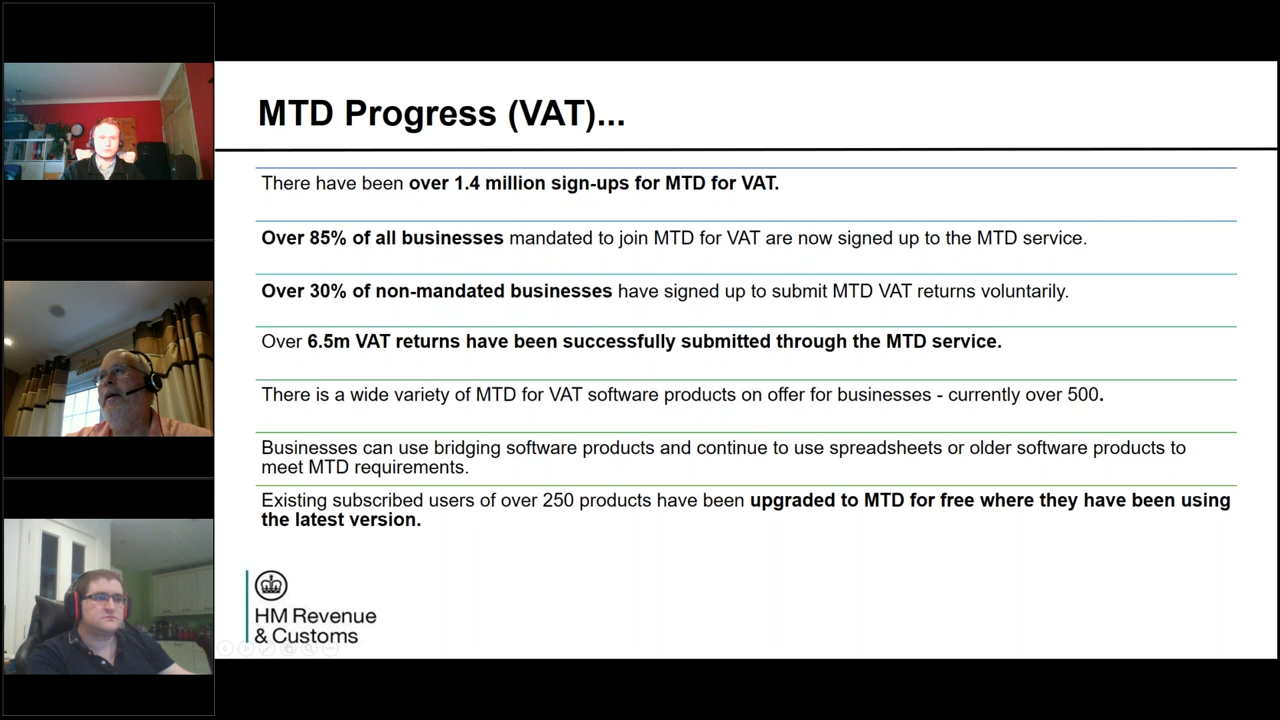 MTD Progress (VAT)...
There have been over 1.4 million sign-ups for MTD for VAT.
Over 85% of all businesses mandated to join MTD for VAT are now signed up to the MTD service.
Over 30% of non-mandated businesses have signed up to submit MTD VAT returns voluntarily.
Over 6.5m VAT returns have been successfully submitted through the MTD service.
There is a wide variety of MTD for VAT software products on offer for businesses - currently over 500.
Businesses can use bridging software products and continue to use spreadsheets or older software products to
meet MTD requirements.
Existing subscribed users of over 250 products have been upgraded to MTD for free where they have been using
the latest version.
HM Revenue
& Customs